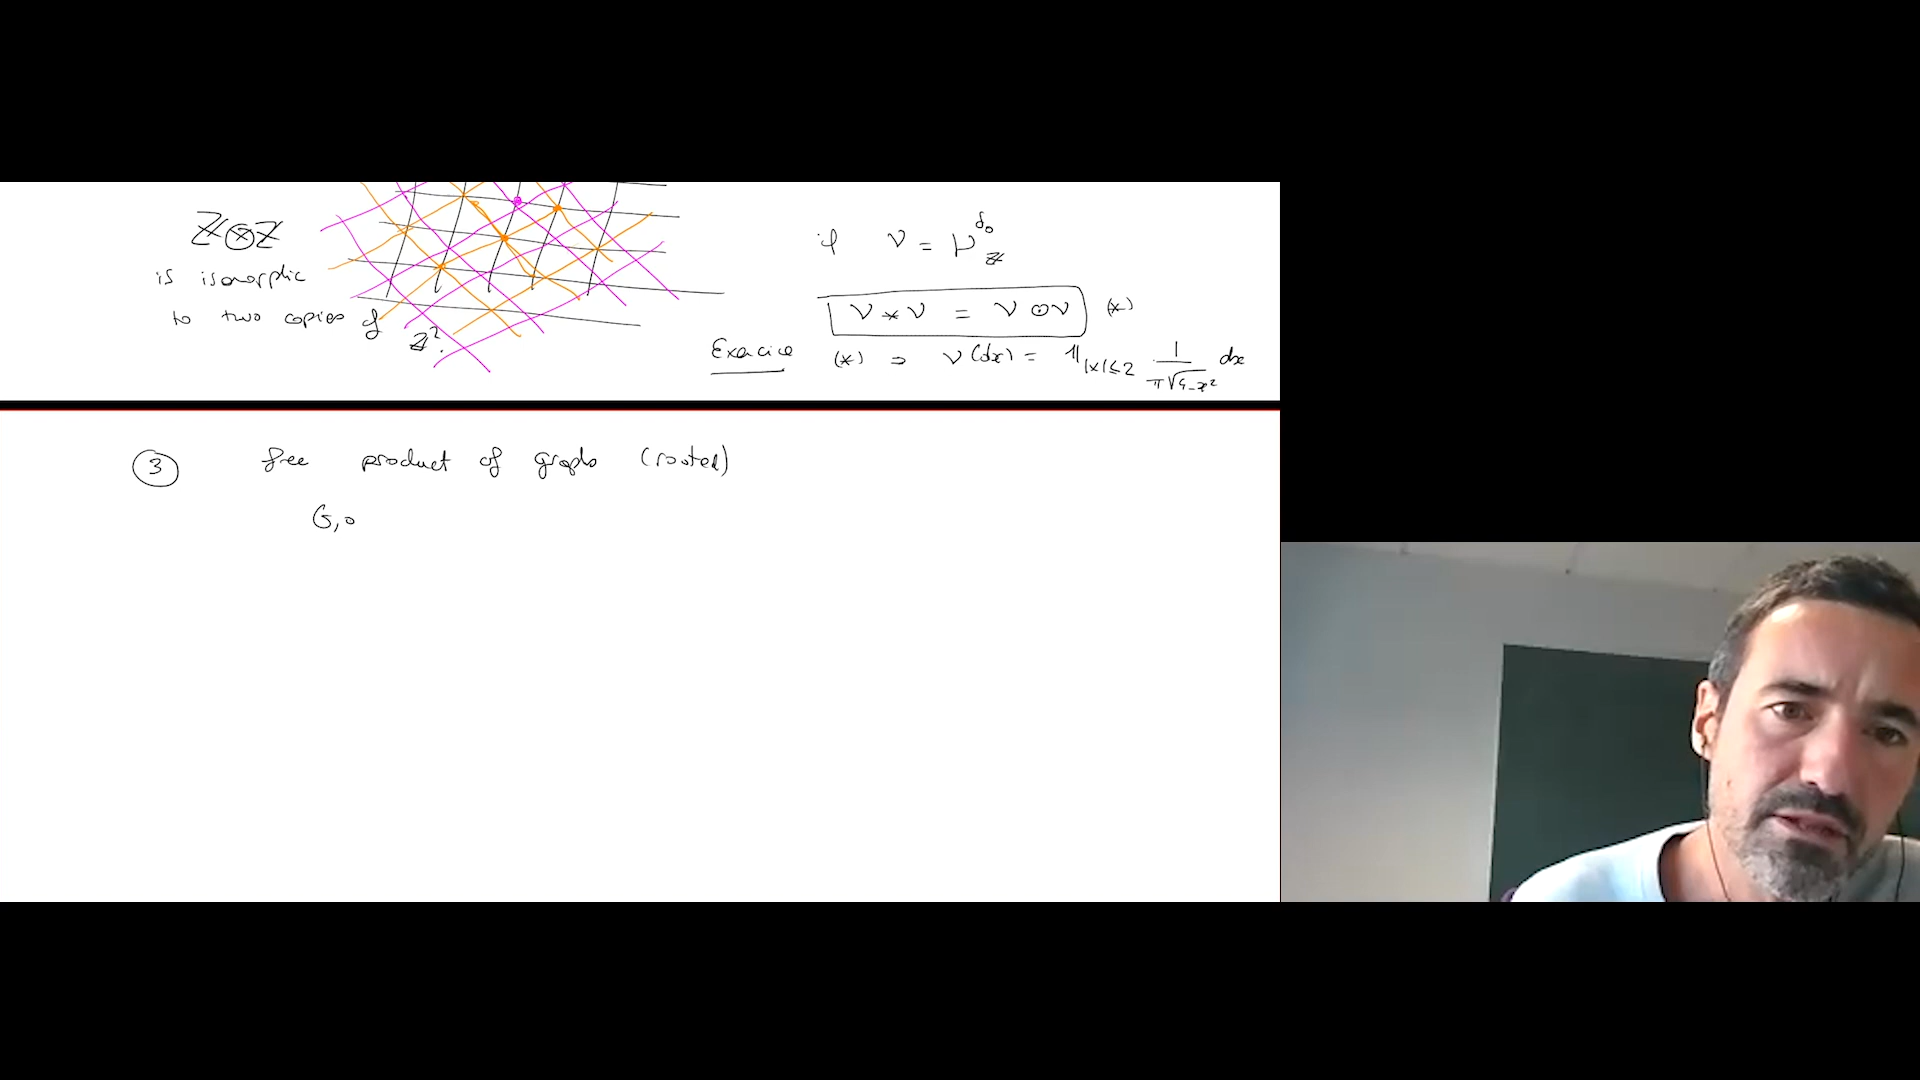 ℤ⊗ℤ
is isomorphic
to two copies of
ℤ².
if ν = μ_ℤ^{δ₀}
ν * ν = ν ⊙ ν (*)
Exercice (*) ⇒ ν(dx) = 𝟙_{|x|≤2} 1/(π√(4-x²)) dx
③ free product of graphs (rooted)
G,o